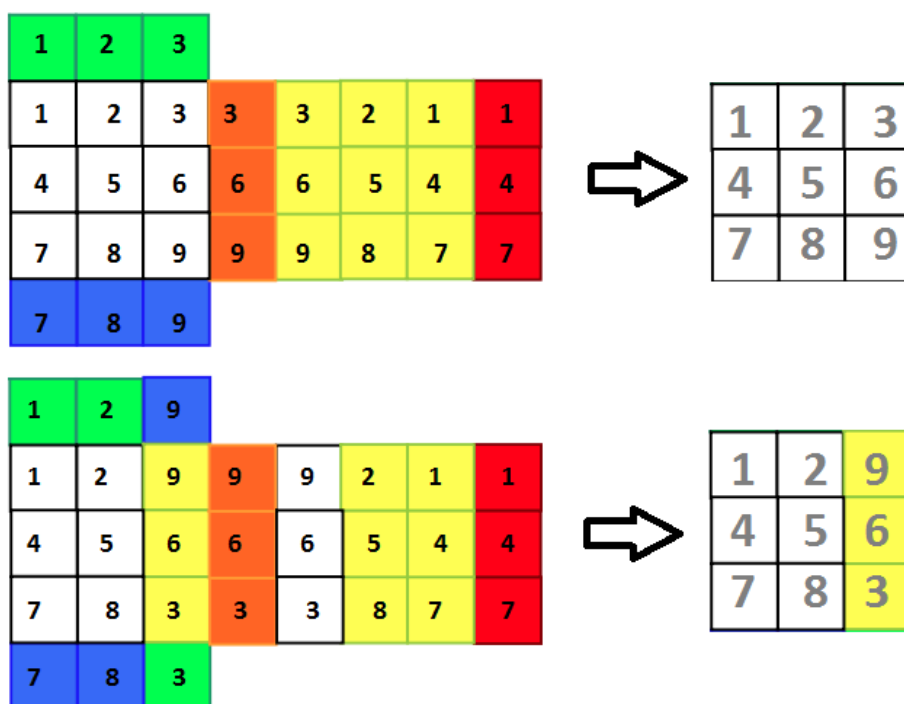 1 2 3
1 2 3 3 3 2 1 1 1 2 3
4 5 6 6 6 5 4 4 4 5 6
7 8 9 9 9 8 7 7 7 8 9
7 8 9
1 2 9
1 2 9 9 9 2 1 1 1 2 9
4 5 6 6 6 5 4 4 4 5 6
7 8 3 3 3 8 7 7 7 8 3
7 8 3